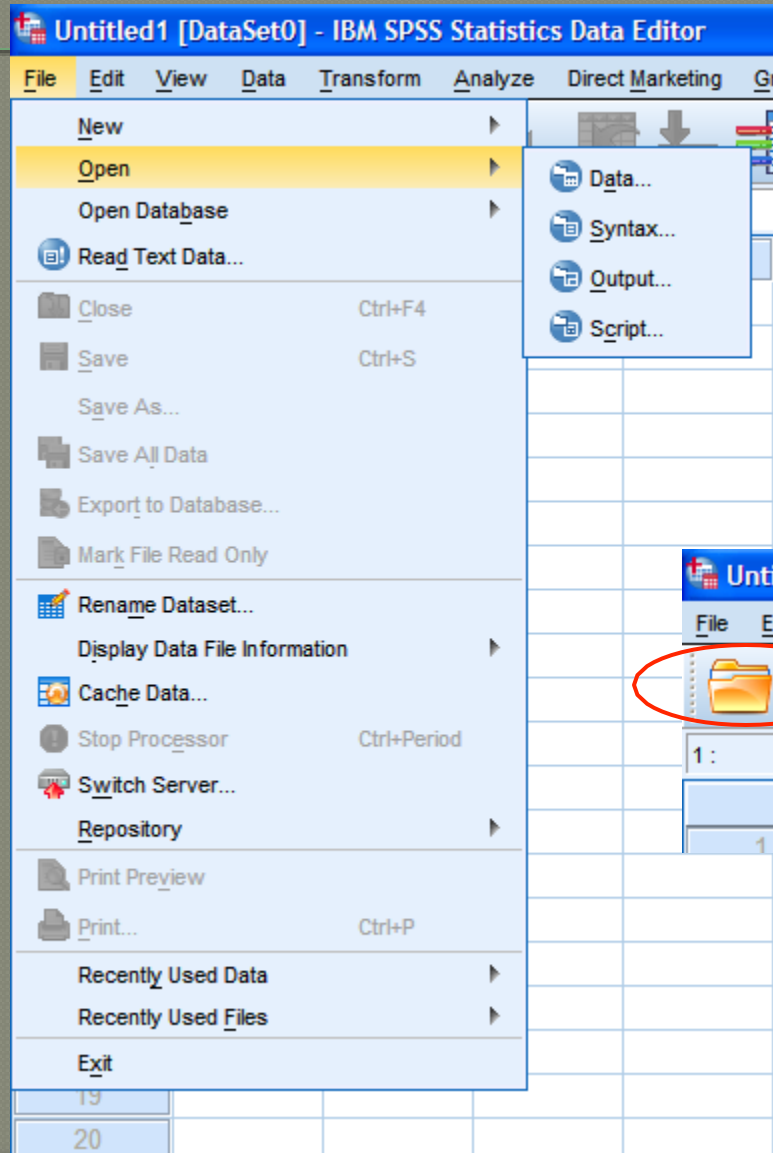 Untitled1 [DataSet0] - IBM SPSS Statistics Data Editor
File Edit View Data Transform Analyze Direct Marketing
New
Open
Open Database
Read Text Data...
Close Ctrl+F4
Save Ctrl+S
Save As...
Save All Data
Export to Database...
Mark File Read Only
Rename Dataset...
Display Data File Information
Cache Data...
Stop Processor Ctrl+Period
Switch Server...
Repository
Print Preview
Print... Ctrl+P
Recently Used Data
Recently Used Files
Exit
19
20
Data...
Syntax...
Output...
Script...
Unti
File E
1 :
1